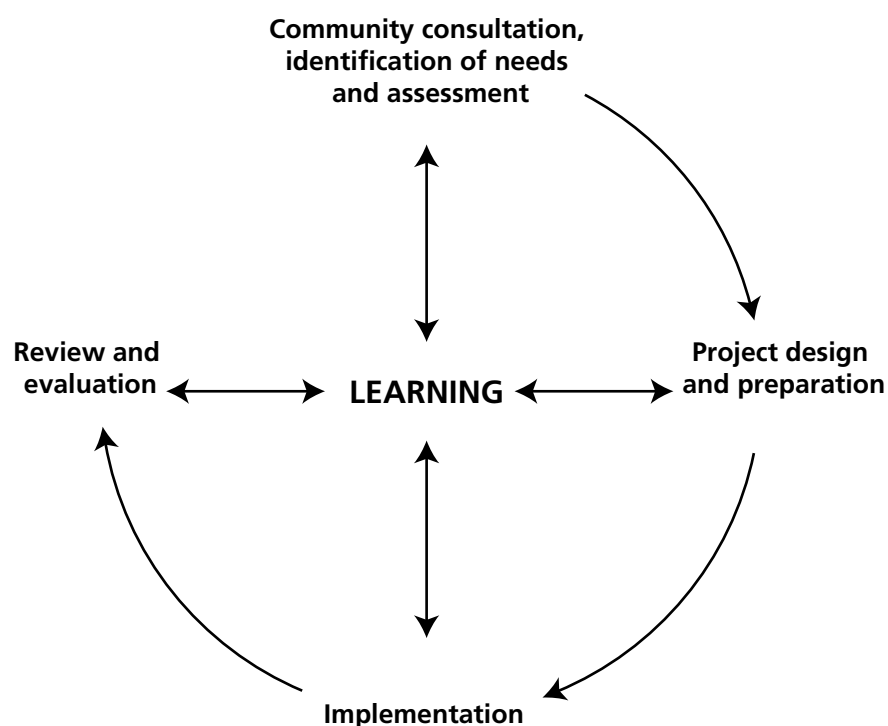 Community consultation,
identification of needs
and assessment
Review and
evaluation
LEARNING
Project design
and preparation
Implementation